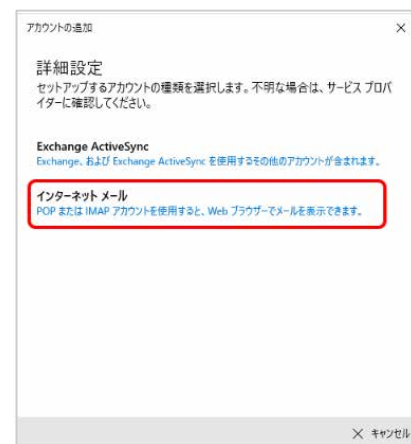 アカウントの追加
詳細設定
セットアップするアカウントの種類を選択します。不明な場合は、サービス プロバ
イダーに確認してください。
Exchange ActiveSync
Exchange、および Exchange ActiveSync を使用するその他のアカウントが含まれます。
インターネット メール
POP または IMAP アカウントを使用すると、Web ブラウザーでメールを表示できます。
キャンセル